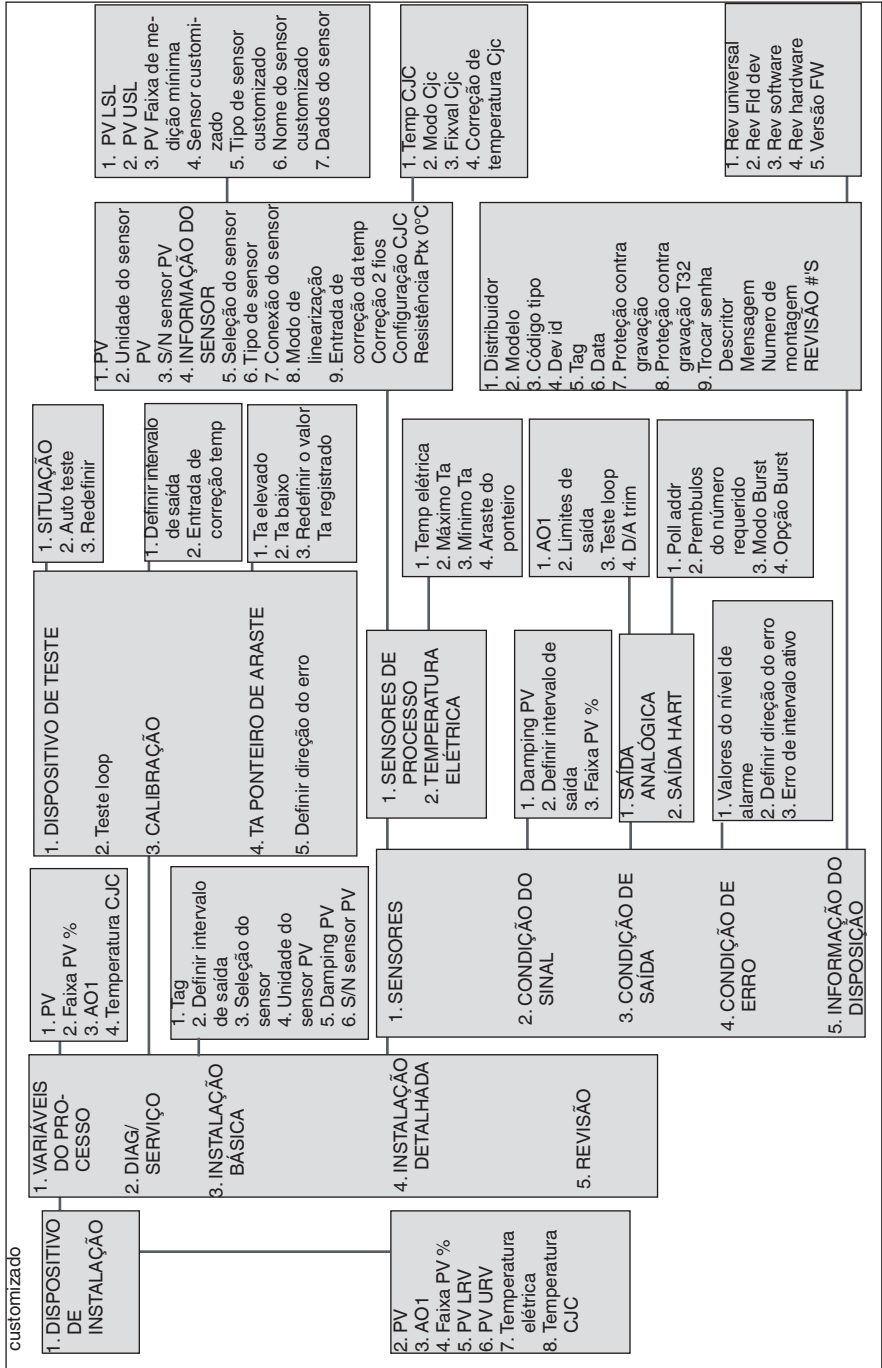 customizado
1. DISPOSITIVO
DE
INSTALAÇÃO
2. PV
3. AO1
4. Faixa PV %
5. PV LRV
6. PV URV
7. Temperatura
elétrica
8. Temperatura
CJC
1. VARIÁVEIS
DO PRO-
CESSO
2. DIAG/
SERVIÇO
3. INSTALAÇÃO
BÁSICA
4. INSTALAÇÃO
DETALHADA
5. REVISÃO
1. PV
2. Faixa PV %
3. AO1
4. Temperatura CJC
1. Tag
2. Definir intervalo
de saída
3. Seleção do
sensor
4. Unidade do
sensor PV
5. Damping PV
6. S/N sensor PV
1. DISPOSITIVO DE TESTE
2. Teste loop
3. CALIBRAÇÃO
4. TA PONTEIRO DE ARASTE
5. Definir direção do erro
1. SITUAÇÃO
2. Auto teste
3. Redefinir
1. Definir intervalo
de saída
2. Entrada de
correção temp
1. Ta elevado
2. Ta baixo
3. Redefinir o valor
Ta registrado
1. SENSORES
2. CONDIÇÃO DO
SINAL
3. CONDIÇÃO DE
SAÍDA
4. CONDIÇÃO DE
ERRO
5. INFORMAÇÃO DO
DISPOSIÇÃO
1. SENSORES DE
PROCESSO
2. TEMPERATURA
ELÉTRICA
1. Damping PV
2. Definir intervalo de
saída
3. Faixa PV %
1. SAÍDA
ANALÓGICA
2. SAÍDA HART
1. Valores do nível de
alarme
2. Definir direção do erro
3. Erro de intervalo ativo
1. Temp elétrica
2. Máximo Ta
3. Mínimo Ta
4. Araste do
ponteiro
1. AO1
2. Limites de
saída
3. Teste loop
4. D/A trim
1. Poll addr
2. Prembulos
do número
requerido
3. Modo Burst
4. Opção Burst
1. PV
2. Unidade do sensor
PV
3. S/N sensor PV
4. INFORMAÇÃO DO
SENSOR
5. Seleção do sensor
6. Tipo de sensor
7. Conexão do sensor
8. Modo de
linearização
9. Entrada de
correção da temp
Correção 2 fios
Configuração CJC
Resistência Ptx 0°C
1. Distribuidor
2. Modelo
3. Código tipo
4. Dev id
5. Tag
6. Data
7. Proteção contra
gravação
8. Proteção contra
gravação T32
9. Trocar senha
Descritor
Mensagem
Numero de
montagem
REVISÃO #'S
1. PV LSL
2. PV USL
3. PV Faixa de me-
dição mínima
4. Sensor customi-
zado
5. Tipo de sensor
customizado
6. Nome do sensor
customizado
7. Dados do sensor
1. Temp CJC
2. Modo Cjc
3. Fixval Cjc
4. Correção de
temperatura Cjc
1. Rev universal
2. Rev Fld dev
3. Rev software
4. Rev hardware
5. Versão FW